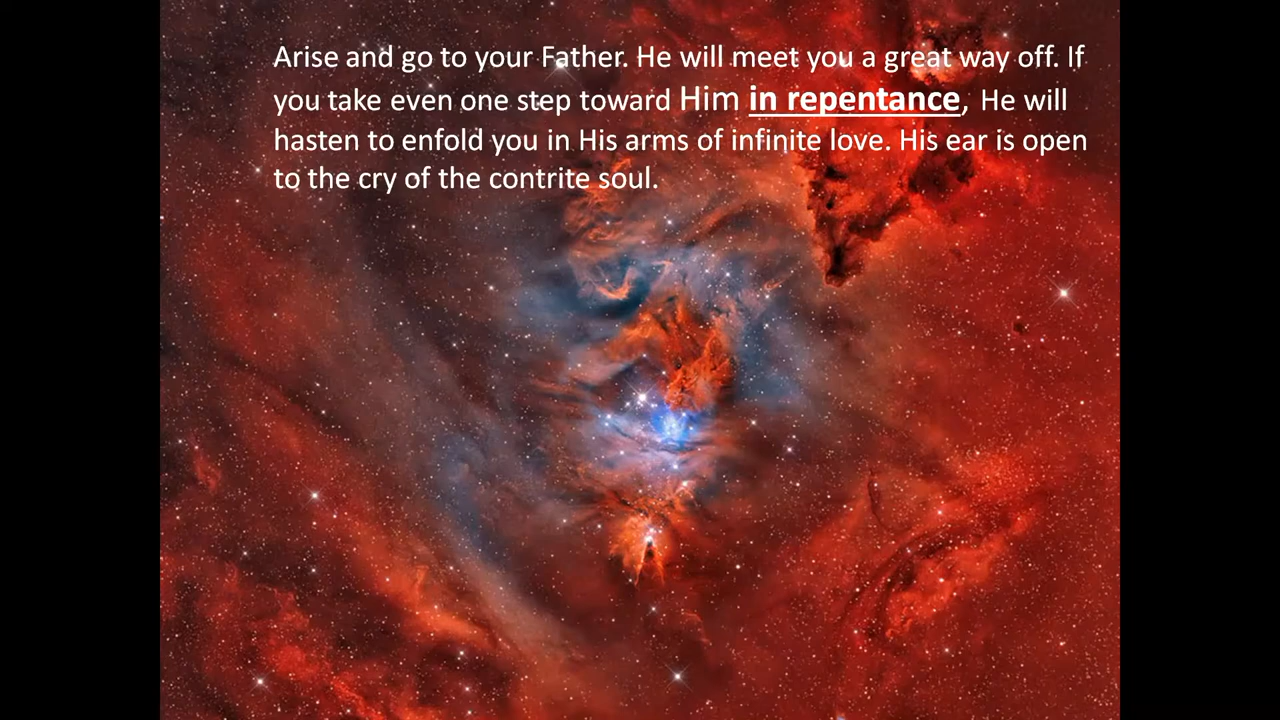 Arise and go to your Father. He will meet you a great way off. If
you take even one step toward Him in repentance, He will
hasten to enfold you in His arms of infinite love. His ear is open
to the cry of the contrite soul.